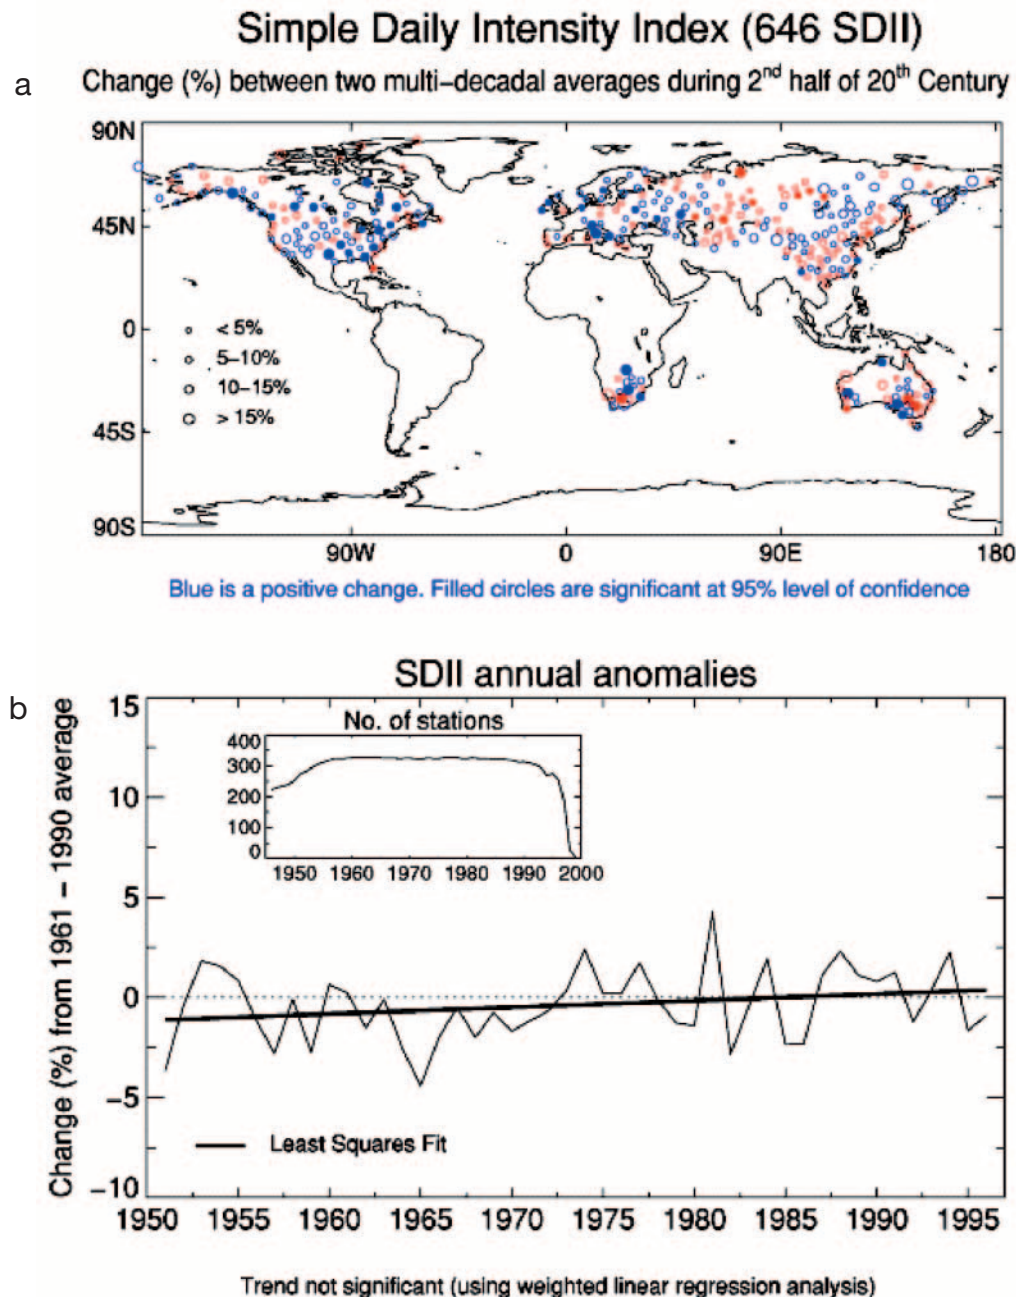 Simple Daily Intensity Index (646 SDII)
a
Change (%) between two multi-decadal averages during 2nd half of 20th Century
90N
45N
0
45S
90S
< 5%
5-10%
10-15%
> 15%
90W 0 90E 180
Blue is a positive change. Filled circles are significant at 95% level of confidence
b
SDII annual anomalies
Change (%) from 1961 - 1990 average
15
10
5
0
-5
-10
No. of stations
400
300
200
100
0
1950 1960 1970 1980 1990 2000
Least Squares Fit
1950 1955 1960 1965 1970 1975 1980 1985 1990 1995
Trend not significant (using weighted linear regression analysis)